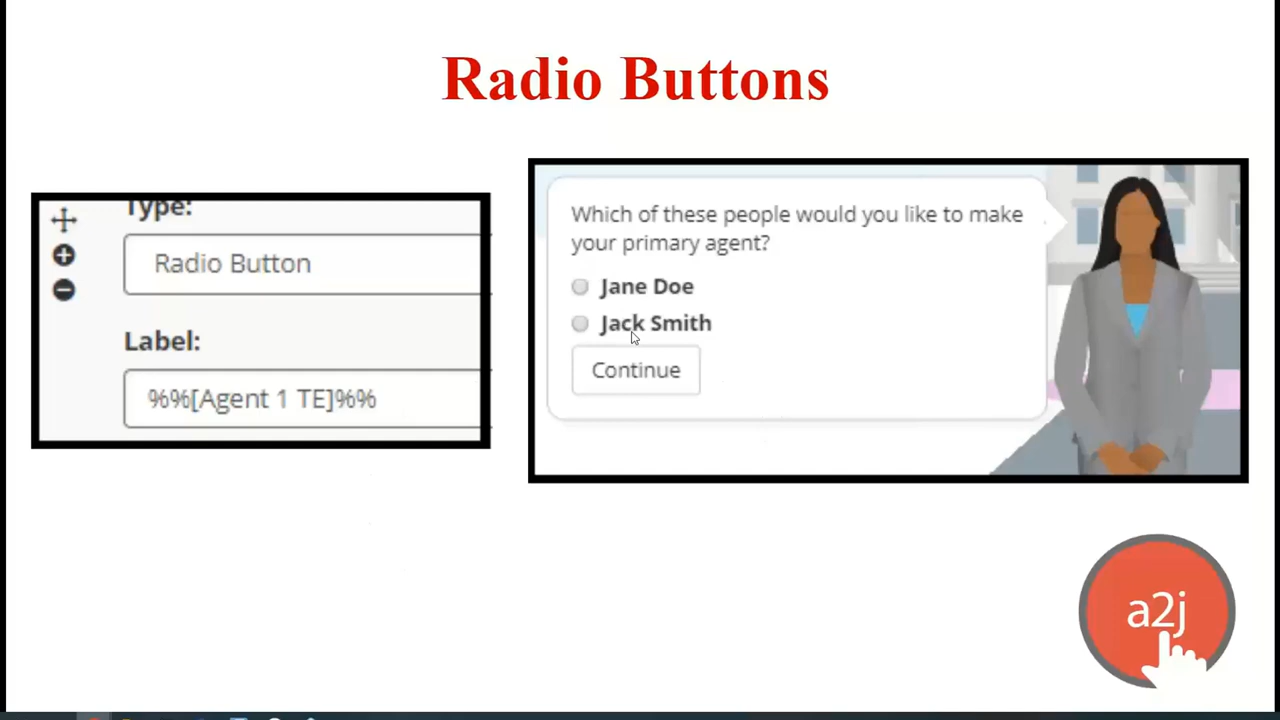 Radio Buttons
Type:
Radio Button
Label:
%%[Agent 1 TE]%%
Which of these people would you like to make
your primary agent?
Jane Doe
Jack Smith
Continue
a2j